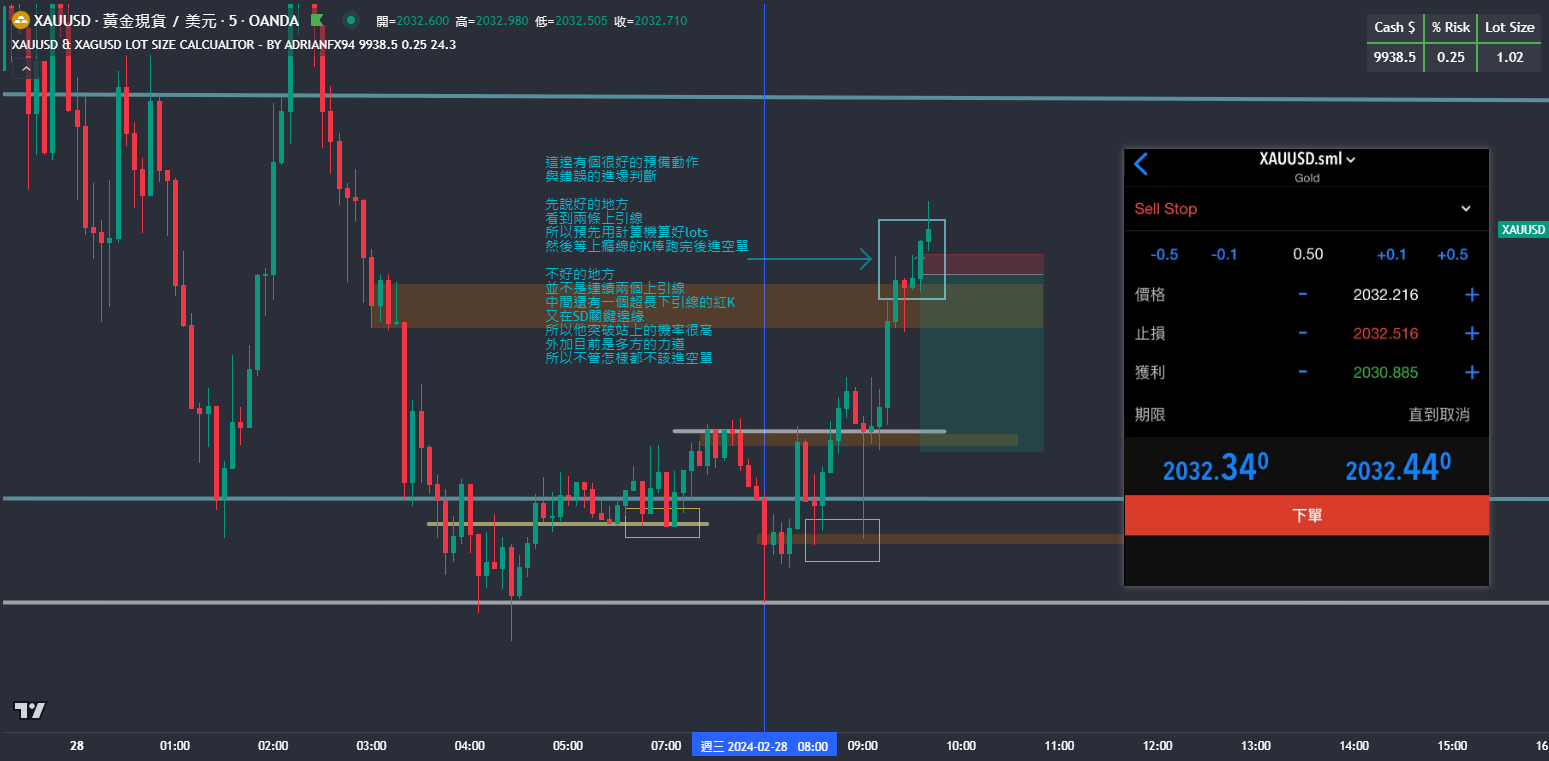 XAUUSD · 黃金現貨 / 美元 · 5 · OANDA 開=2032.600 高=2032.980 低=2032.505 收=2032.710
XAUUSD & XAGUSD LOT SIZE CALCUALTOR - BY ADRIANFX94 9938.5 0.25 24.3
Cash $ % Risk Lot Size
9938.5 0.25 1.02
這邊有個很好的預備動作
與錯誤的進場判斷
先說好的地方
看到兩條上引線
所以預先用計算機算好lots
然後等上癮線的K棒跑完後進空單
不好的地方
並不是連續兩個上引線
中間還有一個超長下引線的紅K
又在SD關鍵邊緣
所以他突破站上的機率很高
外加目前是多方的力道
所以不管怎樣都不該進空單
XAUUSD.sml
Gold
Sell Stop
-0.5 -0.1 0.50 +0.1 +0.5
價格 - 2032.216 +
止損 - 2032.516 +
獲利 - 2030.885 +
期限 直到取消
2032.340 2032.440
下單
XAUUSD
28 01:00 02:00 03:00 04:00 05:00 06:00 07:00 週三 2024-02-28 08:00 09:00 10:00 11:00 12:00 13:00 14:00 15:00 16